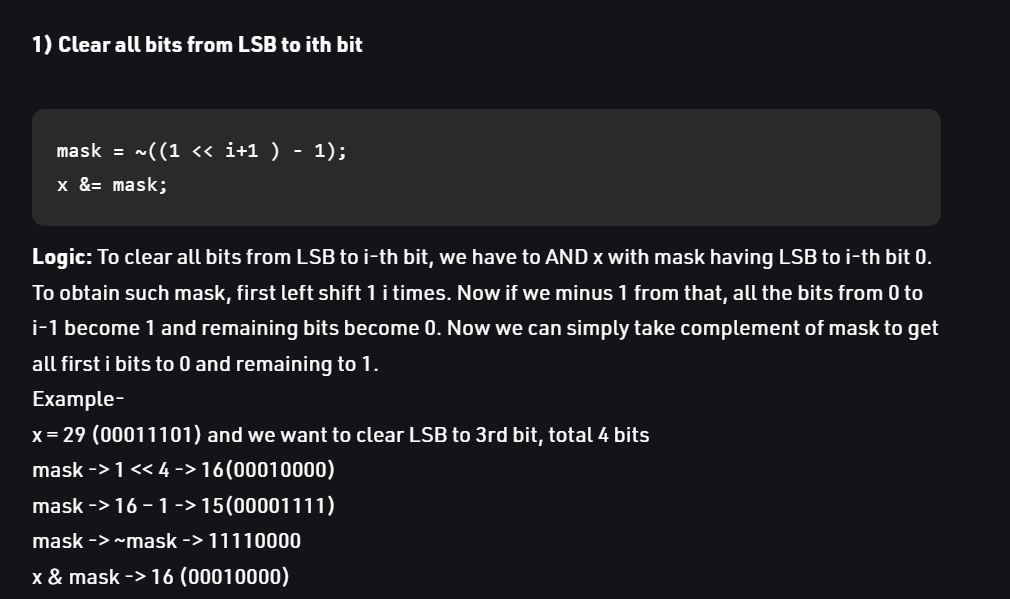 1) Clear all bits from LSB to ith bit
mask = ~((1 << i+1 ) - 1);
x &= mask;
Logic: To clear all bits from LSB to i-th bit, we have to AND x with mask having LSB to i-th bit 0.
To obtain such mask, first left shift 1 i times. Now if we minus 1 from that, all the bits from 0 to
i-1 become 1 and remaining bits become 0. Now we can simply take complement of mask to get
all first i bits to 0 and remaining to 1.
Example-
x = 29 (00011101) and we want to clear LSB to 3rd bit, total 4 bits
mask -> 1 << 4 -> 16(00010000)
mask -> 16 – 1 -> 15(00001111)
mask -> ~mask -> 11110000
x & mask -> 16 (00010000)